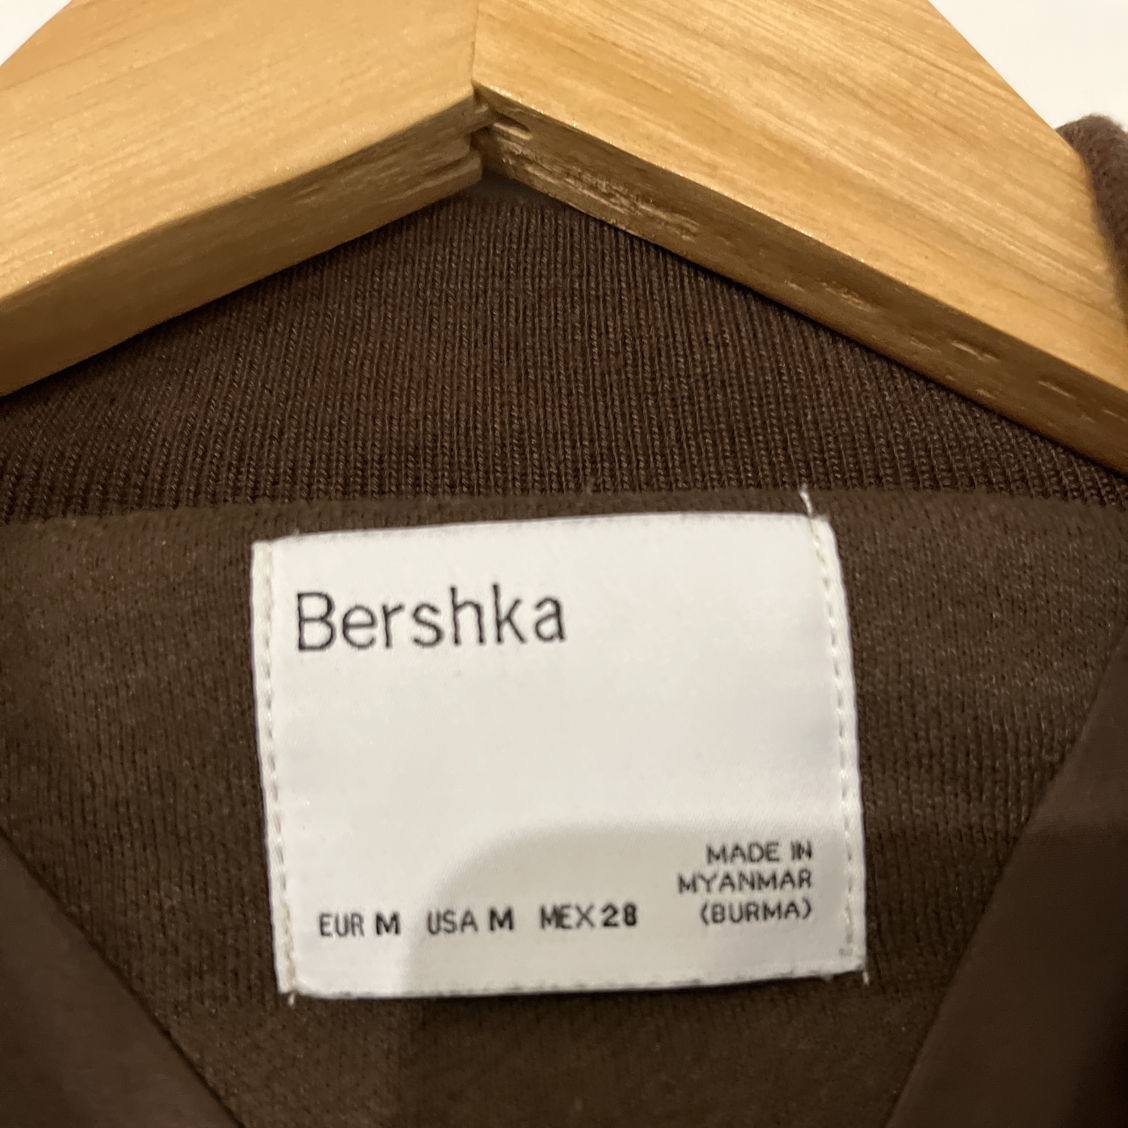 Bershka
MADE IN
MYANMAR
(BURMA)
EUR M USA M MEX 28